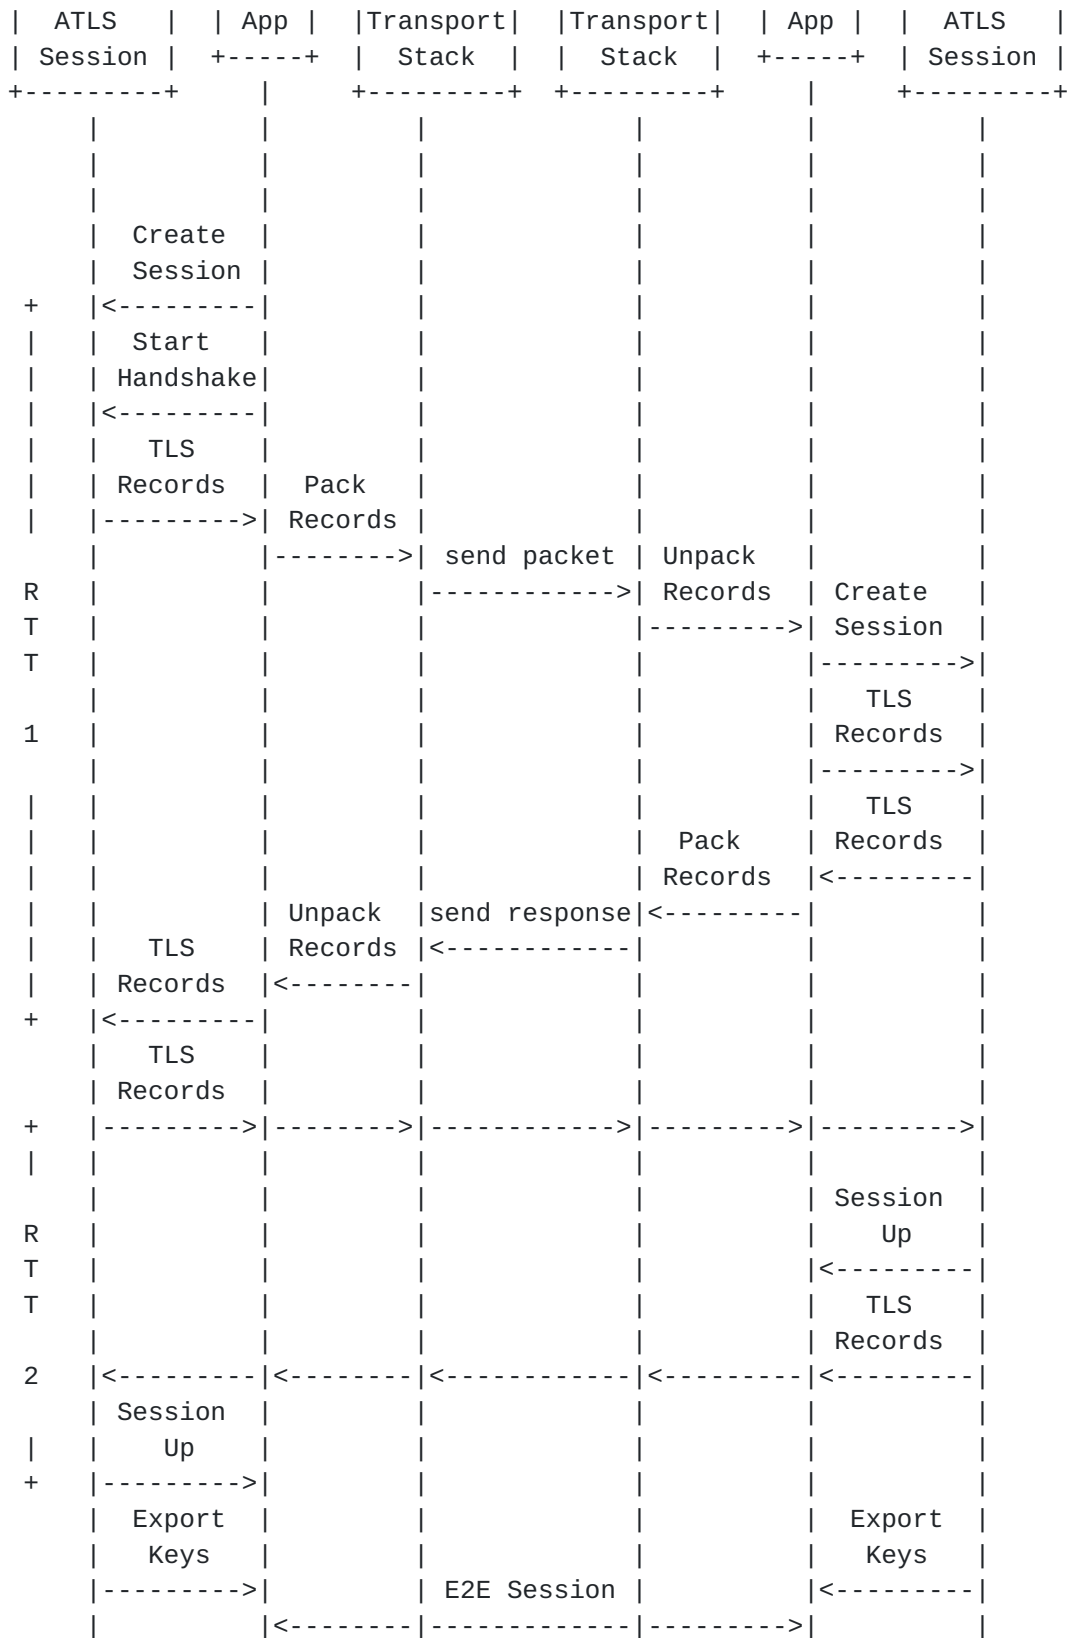 |  ATLS   |  | App |  |Transport|  |Transport|  | App |  |  ATLS   |
| Session |  +-----+  |  Stack  |  |  Stack  |  +-----+  | Session |
+---------+     |     +---------+  +---------+     |     +---------+
     |          |         |             |          |          |
     |          |         |             |          |          |
     |          |         |             |          |          |
     |  Create  |         |             |          |          |
     |  Session |         |             |          |          |
 +   |<---------|         |             |          |          |
 |   |  Start   |         |             |          |          |
 |   | Handshake|         |             |          |          |
 |   |<---------|         |             |          |          |
 |   |   TLS    |         |             |          |          |
 |   | Records  |  Pack   |             |          |          |
 |   |--------->| Records |             |          |          |
     |          |-------->| send packet | Unpack   |          |
 R   |          |         |------------>| Records  | Create   |
 T   |          |         |             |--------->| Session  |
 T   |          |         |             |          |--------->|
     |          |         |             |          |   TLS    |
 1   |          |         |             |          | Records  |
     |          |         |             |          |--------->|
 |   |          |         |             |          |   TLS    |
 |   |          |         |             |  Pack    | Records  |
 |   |          |         |             | Records  |<---------|
 |   |          | Unpack  |send response|<---------|          |
 |   |   TLS    | Records |<------------|          |          |
 |   | Records  |<--------|             |          |          |
 +   |<---------|         |             |          |          |
     |   TLS    |         |             |          |          |
     | Records  |         |             |          |          |
 +   |--------->|-------->|------------>|--------->|--------->|
 |   |          |         |             |          |          |
     |          |         |             |          | Session  |
 R   |          |         |             |          |    Up    |
 T   |          |         |             |          |<---------|
 T   |          |         |             |          |   TLS    |
     |          |         |             |          | Records  |
 2   |<---------|<--------|<------------|<---------|<---------|
     | Session  |         |             |          |          |
 |   |    Up    |         |             |          |          |
 +   |--------->|         |             |          |          |
     |  Export  |         |             |          |  Export  |
     |   Keys   |         |             |          |   Keys   |
     |--------->|         | E2E Session |          |<---------|
     |          |<--------|-------------|--------->|          |